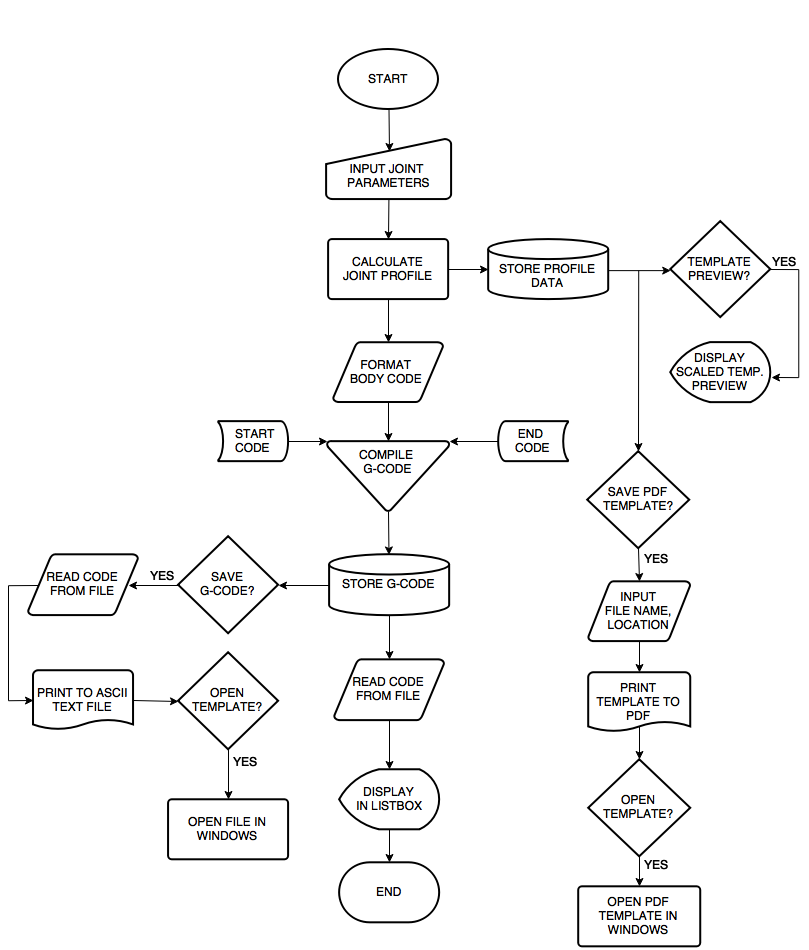 START
INPUT JOINT
PARAMETERS
CALCULATE
JOINT PROFILE
STORE PROFILE
DATA
TEMPLATE
PREVIEW?
YES
DISPLAY
SCALED TEMP.
PREVIEW
FORMAT
BODY CODE
START
CODE
COMPILE
G-CODE
END
CODE
SAVE PDF
TEMPLATE?
YES
INPUT
FILE NAME,
LOCATION
PRINT
TEMPLATE TO
PDF
OPEN
TEMPLATE?
YES
OPEN PDF
TEMPLATE IN
WINDOWS
STORE G-CODE
SAVE
G-CODE?
YES
READ CODE
FROM FILE
PRINT TO ASCII
TEXT FILE
OPEN
TEMPLATE?
YES
OPEN FILE IN
WINDOWS
READ CODE
FROM FILE
DISPLAY
IN LISTBOX
END